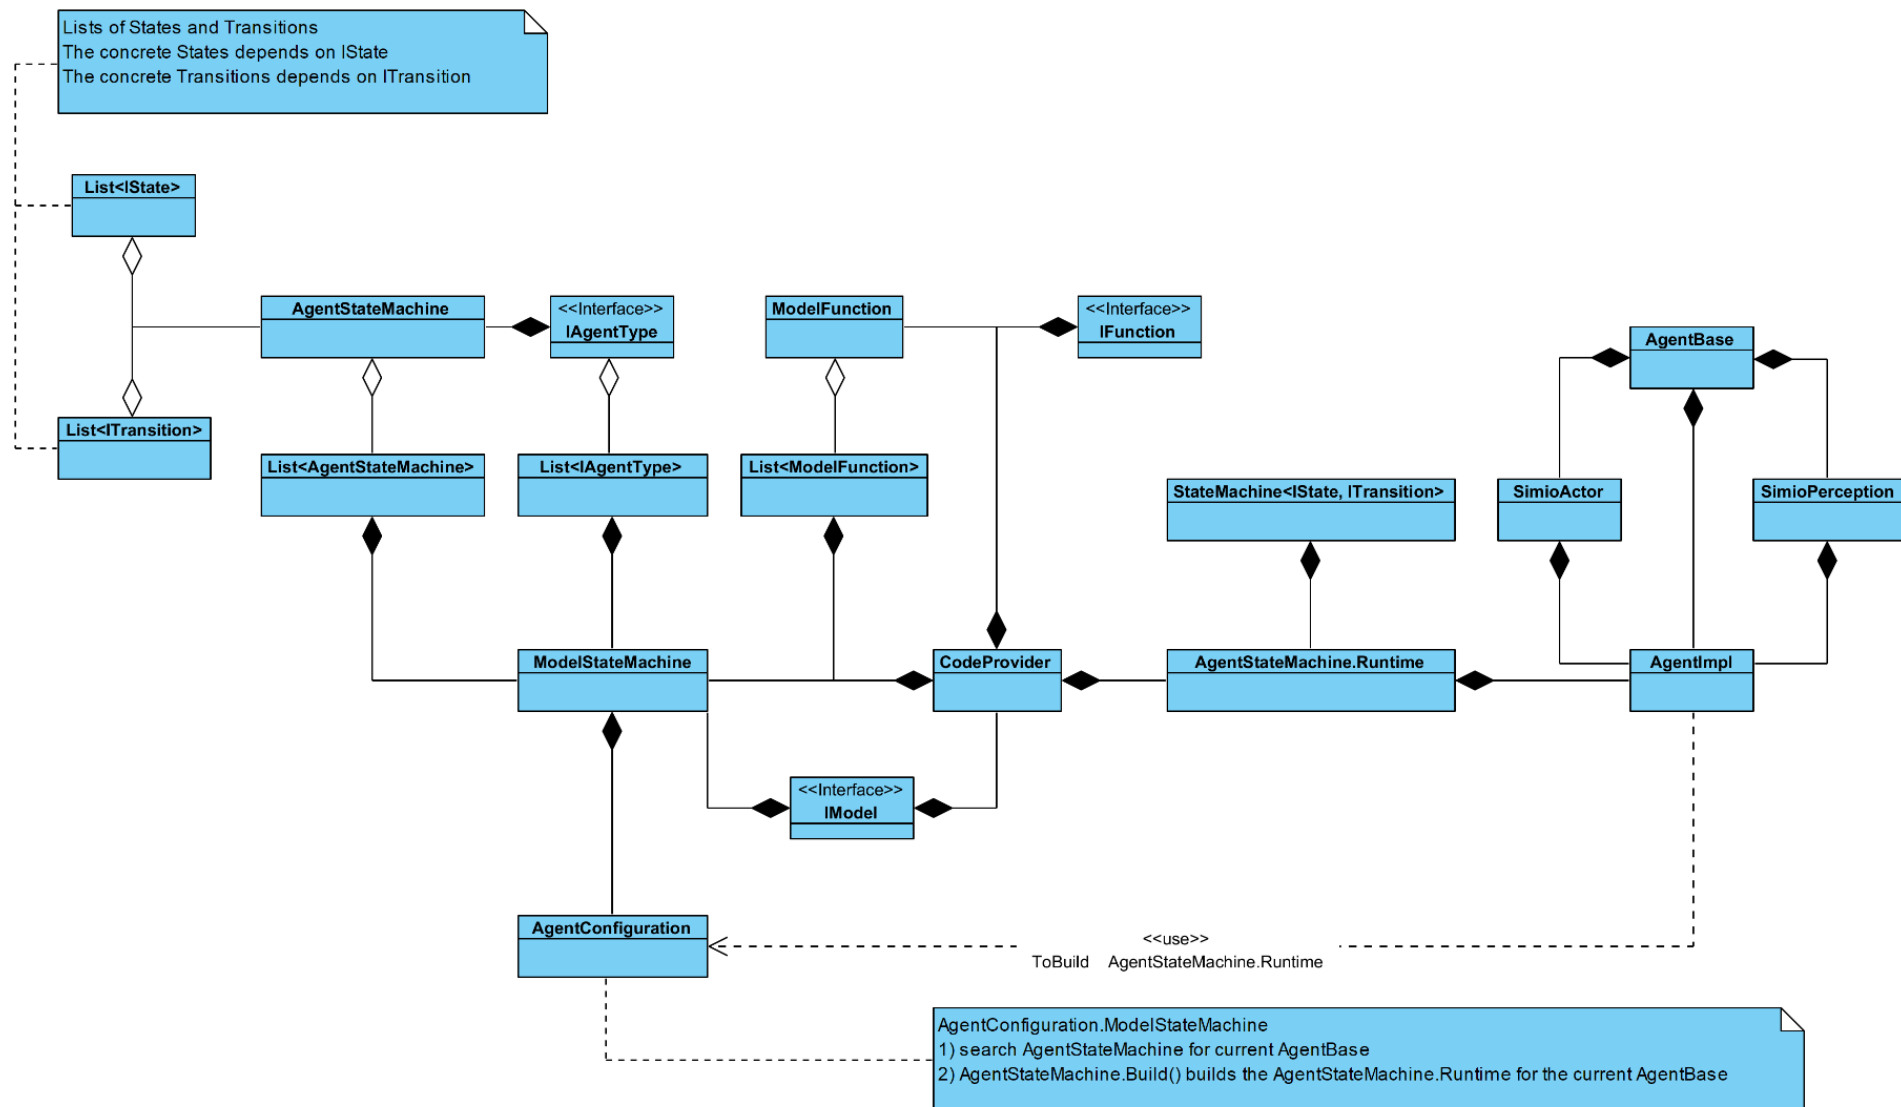 Lists of States and Transitions
The concrete States depends on IState
The concrete Transitions depends on ITransition
List<IState>
AgentStateMachine
<<Interface>>
IAgentType
ModelFunction
<<Interface>>
IFunction
AgentBase
List<ITransition>
List<AgentStateMachine>
List<IAgentType>
List<ModelFunction>
StateMachine<IState, ITransition>
SimioActor
SimioPerception
ModelStateMachine
CodeProvider
AgentStateMachine.Runtime
AgentImpl
<<Interface>>
IModel
AgentConfiguration
<<use>>
ToBuild AgentStateMachine.Runtime
AgentConfiguration.ModelStateMachine
1) search AgentStateMachine for current AgentBase
2) AgentStateMachine.Build() builds the AgentStateMachine.Runtime for the current AgentBase